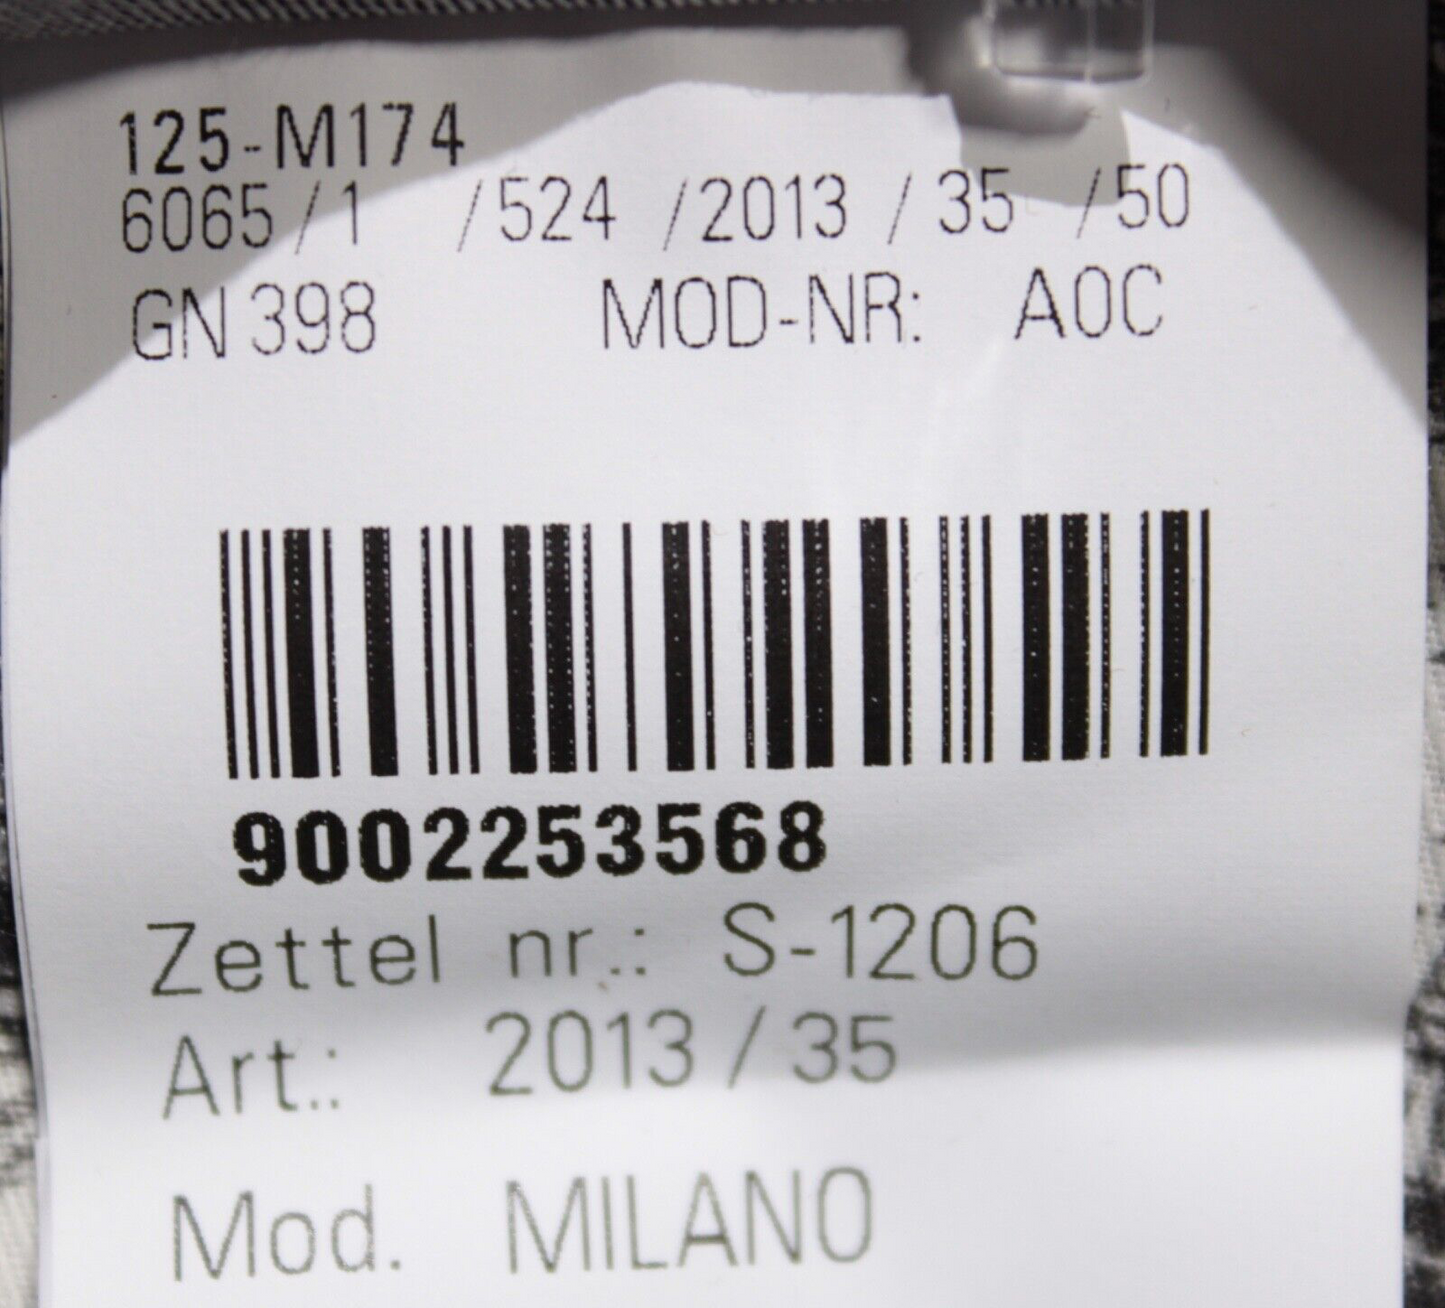 125-M174
6065 / 1 / 524 / 2013 / 35 / 50
GN 398 MOD-NR: A0C
9002253568
Zettel nr.: S-1206
Art.: 2013 / 35
Mod. MILANO